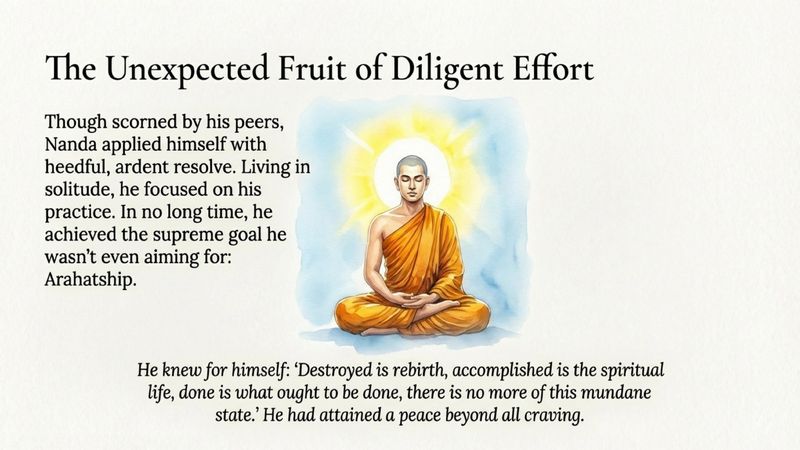 The Unexpected Fruit of Diligent Effort
Though scorned by his peers,
Nanda applied himself with
heedful, ardent resolve. Living in
solitude, he focused on his
practice. In no long time, he
achieved the supreme goal he
wasn’t even aiming for:
Arahatship.
He knew for himself: ‘Destroyed is rebirth, accomplished is the spiritual
life, done is what ought to be done, there is no more of this mundane
state.’ He had attained a peace beyond all craving.